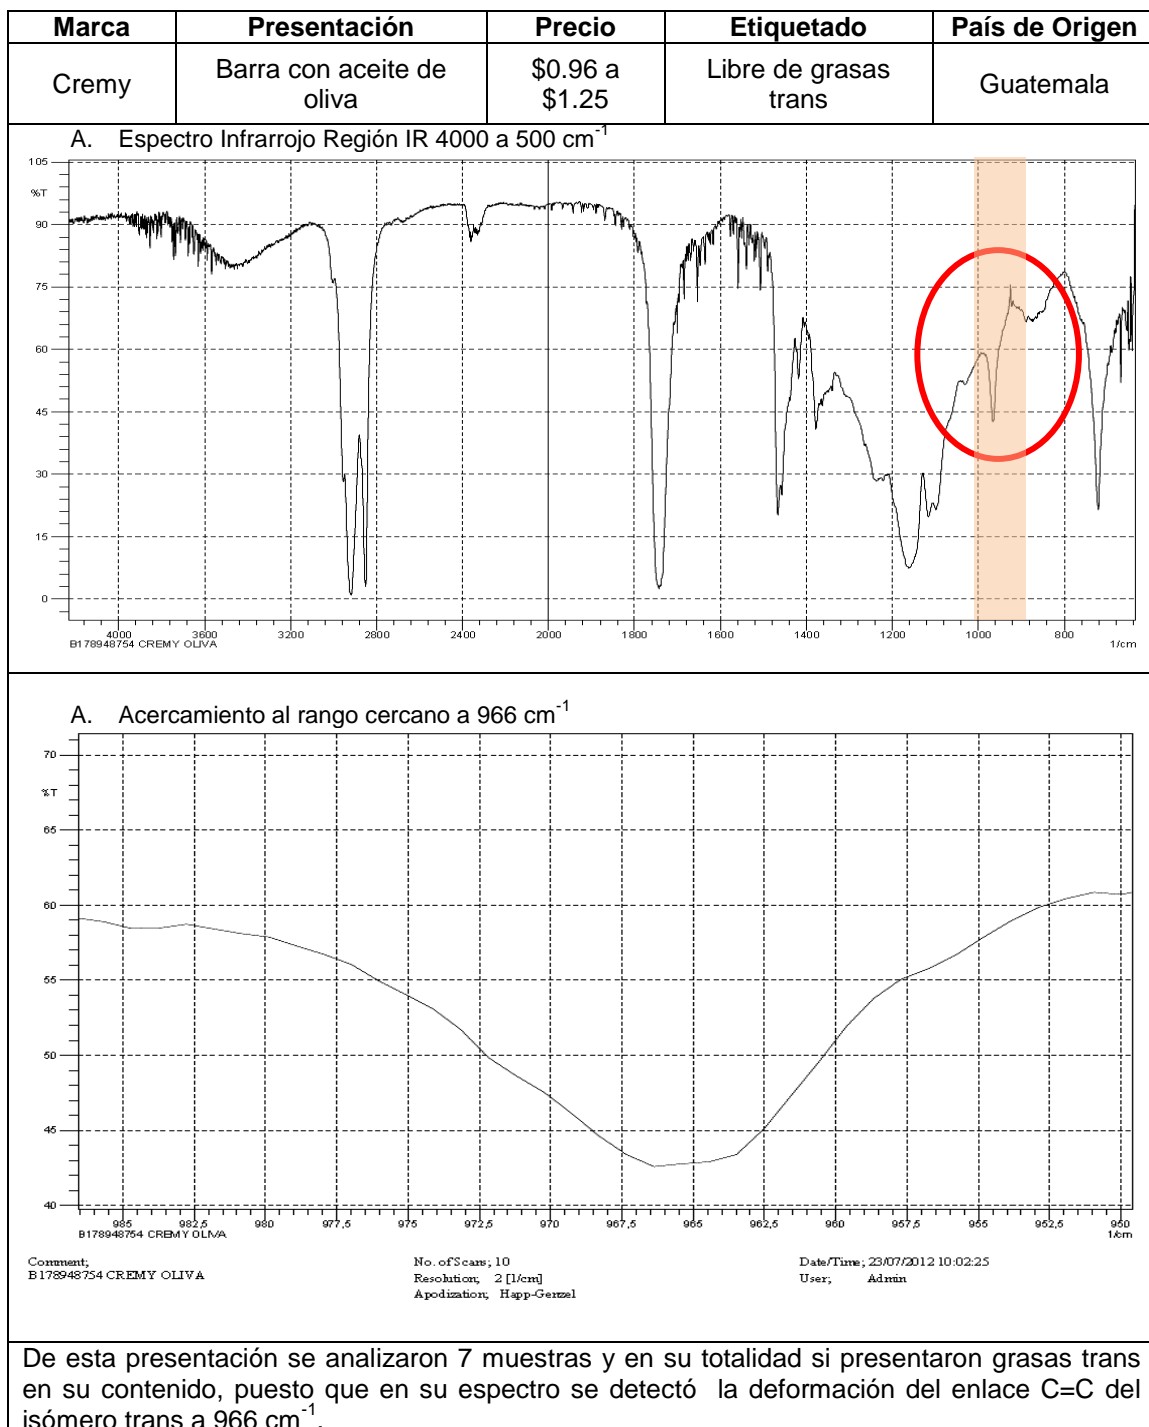 Marca Presentación Precio Etiquetado País de Origen
Cremy Barra con aceite de oliva $0.96 a $1.25 Libre de grasas trans Guatemala
A. Espectro Infrarrojo Región IR 4000 a 500 cm-1
105
%T
90
75
60
45
30
15
0
4000 3600 3200 2800 2400 2000 1800 1600 1400 1200 1000 800
B178948754 CREMY OLIVA 1/cm
A. Acercamiento al rango cercano a 966 cm-1
70
%T
65
60
55
50
45
40
985 982,5 980 977,5 975 972,5 970 967,5 965 962,5 960 957,5 955 952,5 950
B178948754 CREMY OLIVA 1/cm
Comment; No. of Scans; 10 Date/Time; 23/07/2012 10:02:25
B178948754 CREMY OLIVA Resolution; 2 [1/cm] User; Admin
Apodization; Happ-Genzel
De esta presentación se analizaron 7 muestras y en su totalidad si presentaron grasas trans
en su contenido, puesto que en su espectro se detectó la deformación del enlace C=C del
isómero trans a 966 cm-1.